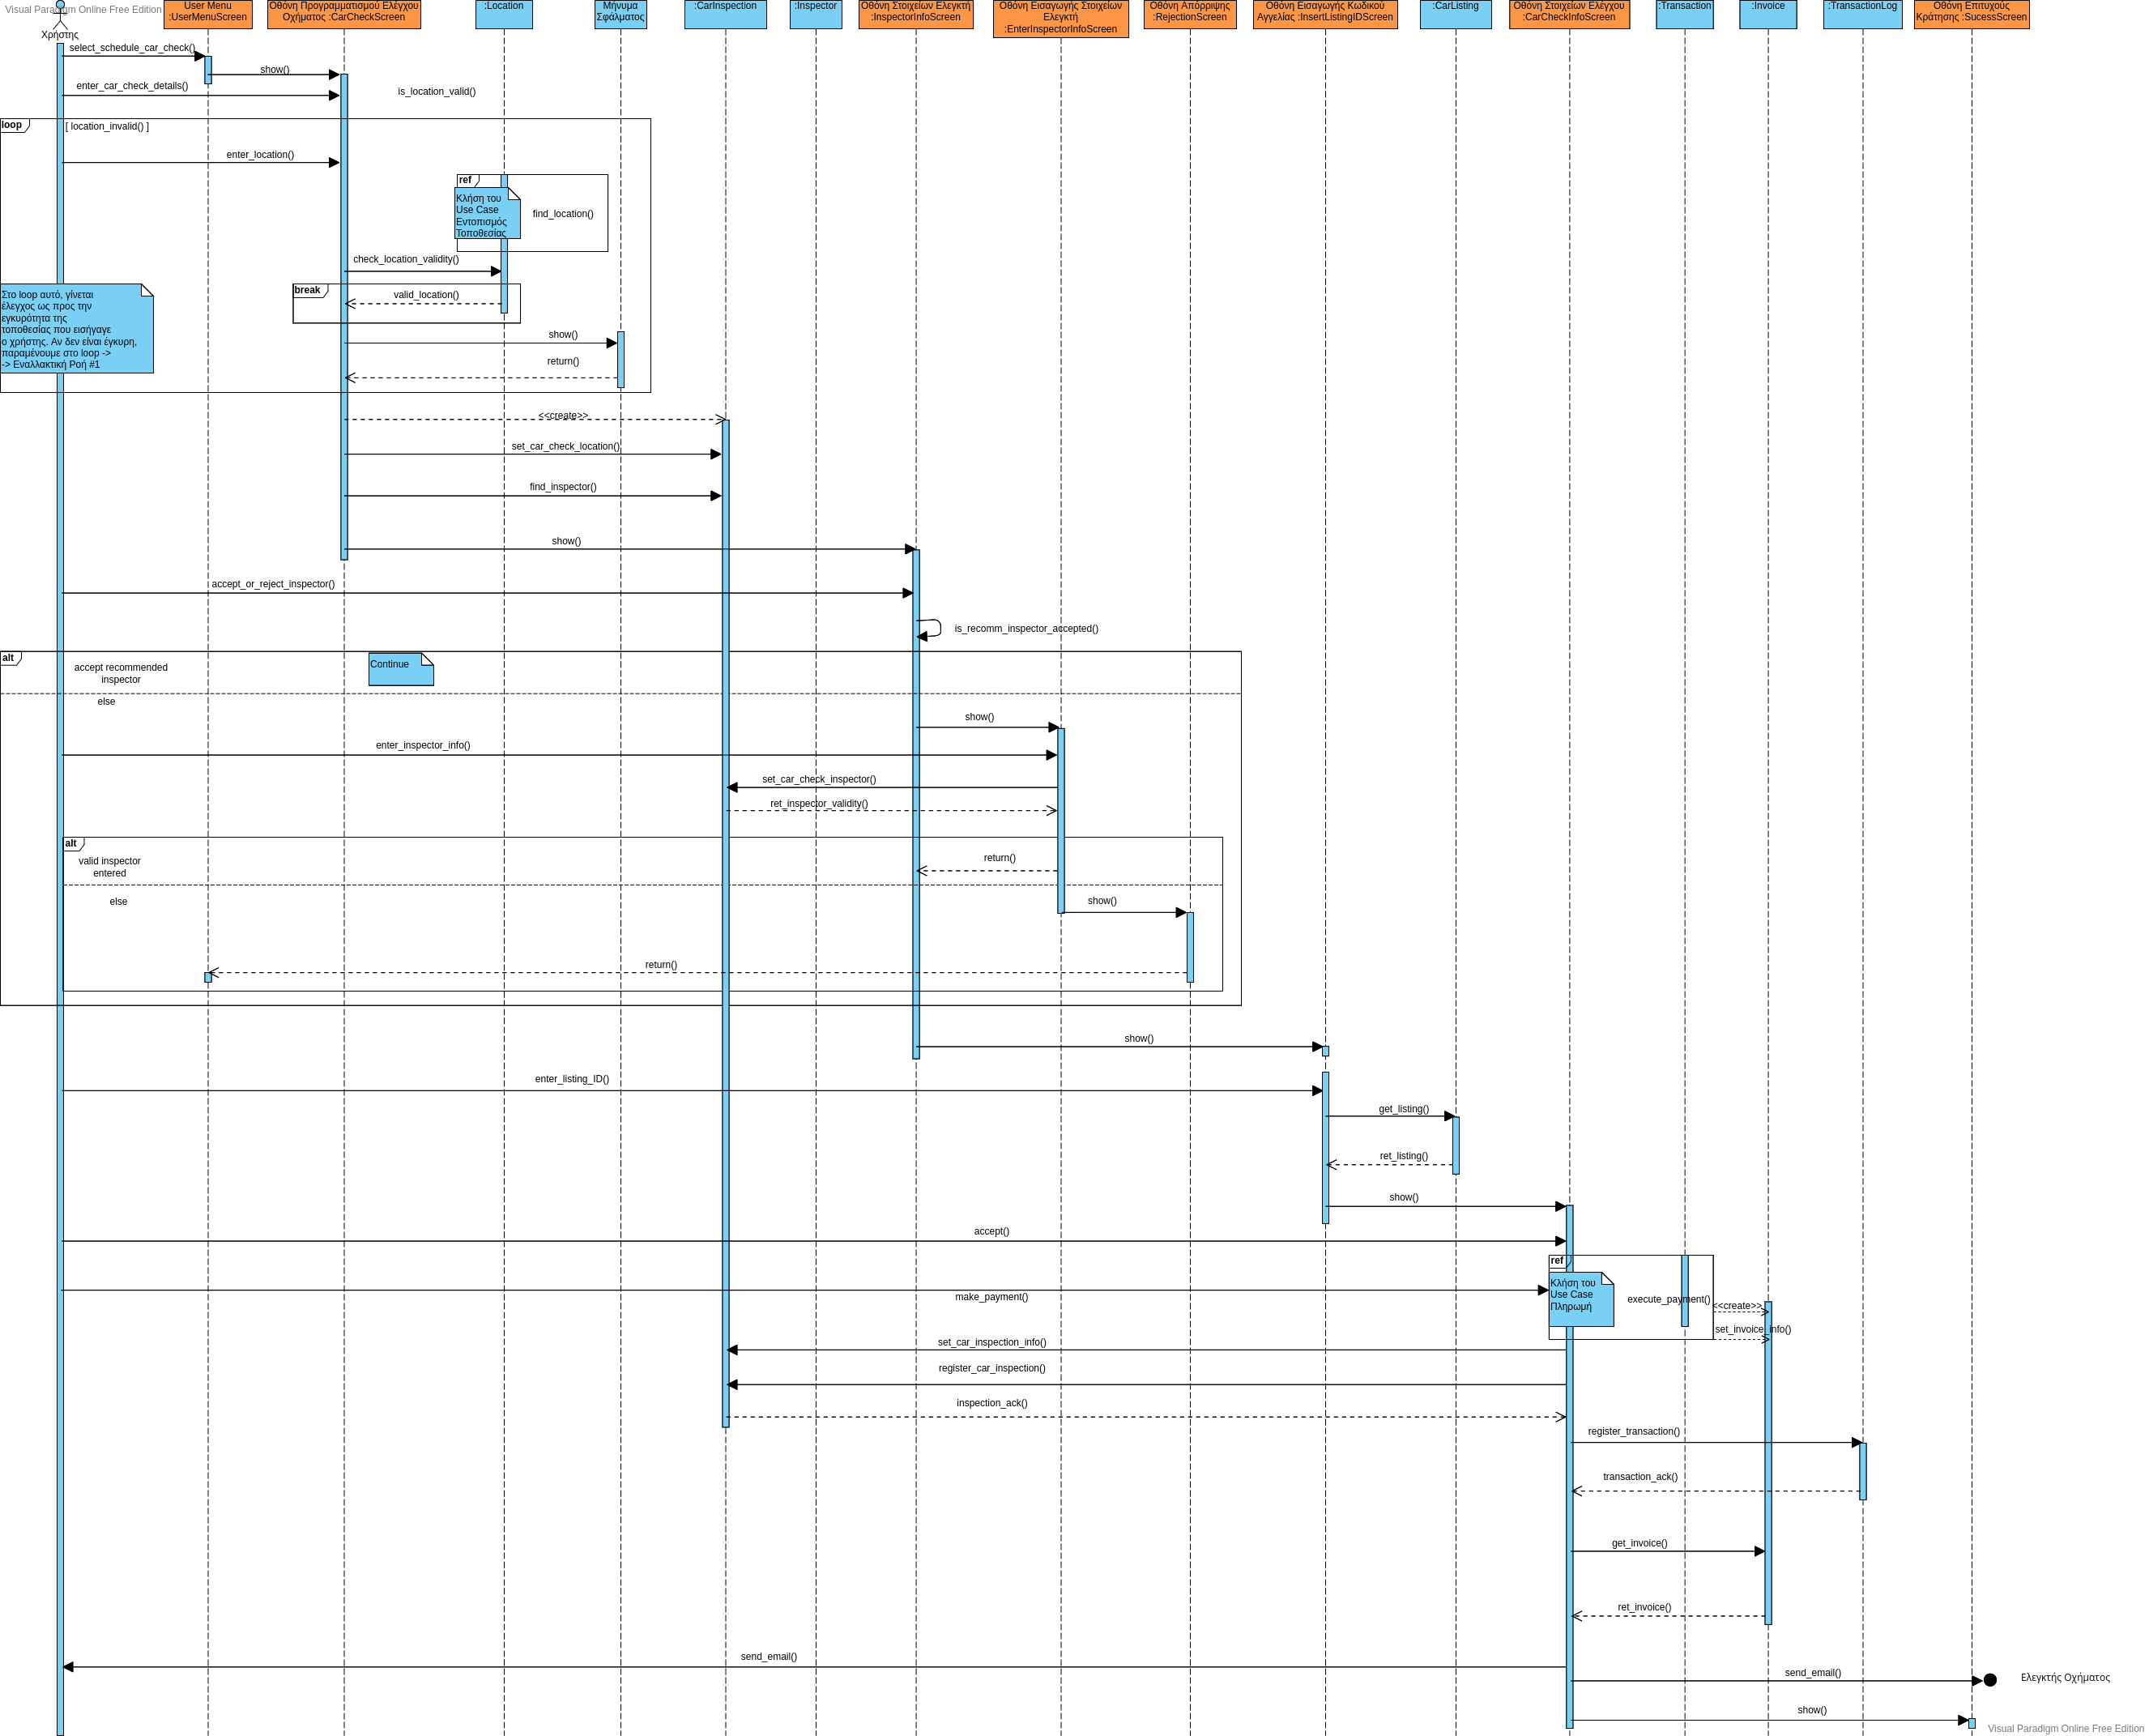 Visual Paradigm Online Free Edition
Χρήστης
User Menu
:UserMenuScreen
Οθόνη Προγραμματισμού Ελέγχου
Οχήματος :CarCheckScreen
:Location
Μήνυμα
Σφάλματος
:CarInspection
:Inspector
Οθόνη Στοιχείων Ελεγκτή
:InspectorInfoScreen
Οθόνη Εισαγωγής Στοιχείων
Ελεγκτή
:EnterInspectorInfoScreen
Οθόνη Απόρριψης
:RejectionScreen
Οθόνη Εισαγωγής Κωδικού
Αγγελίας :InsertListingIDScreen
:CarListing
Οθόνη Στοιχείων Ελέγχου
:CarCheckInfoScreen
:Transaction
:Invoice
:TransactionLog
Οθόνη Επιτυχούς
Κράτησης :SucessScreen
select_schedule_car_check()
show()
enter_car_check_details()
is_location_valid()
loop
[ location_invalid() ]
enter_location()
ref
Κλήση του
Use Case
Εντοπισμός
Τοποθεσίας
find_location()
check_location_validity()
break
valid_location()
Στο loop αυτό, γίνεται
έλεγχος ως προς την
εγκυρότητα της
τοποθεσίας που εισήγαγε
ο χρήστης. Αν δεν είναι έγκυρη,
παραμένουμε στο loop ->
-> Εναλλακτική Ροή #1
show()
return()
<<create>>
set_car_check_location()
find_inspector()
show()
accept_or_reject_inspector()
is_recomm_inspector_accepted()
alt
accept recommended
inspector
Continue
else
show()
enter_inspector_info()
set_car_check_inspector()
ret_inspector_validity()
alt
valid inspector
entered
return()
else
show()
return()
show()
enter_listing_ID()
get_listing()
ret_listing()
show()
accept()
ref
Κλήση του
Use Case
Πληρωμή
execute_payment()
make_payment()
<<create>>
set_invoice_info()
set_car_inspection_info()
register_car_inspection()
inspection_ack()
register_transaction()
transaction_ack()
get_invoice()
ret_invoice()
send_email()
send_email()
Ελεγκτής Οχήματος
show()
Visual Paradigm Online Free Edition